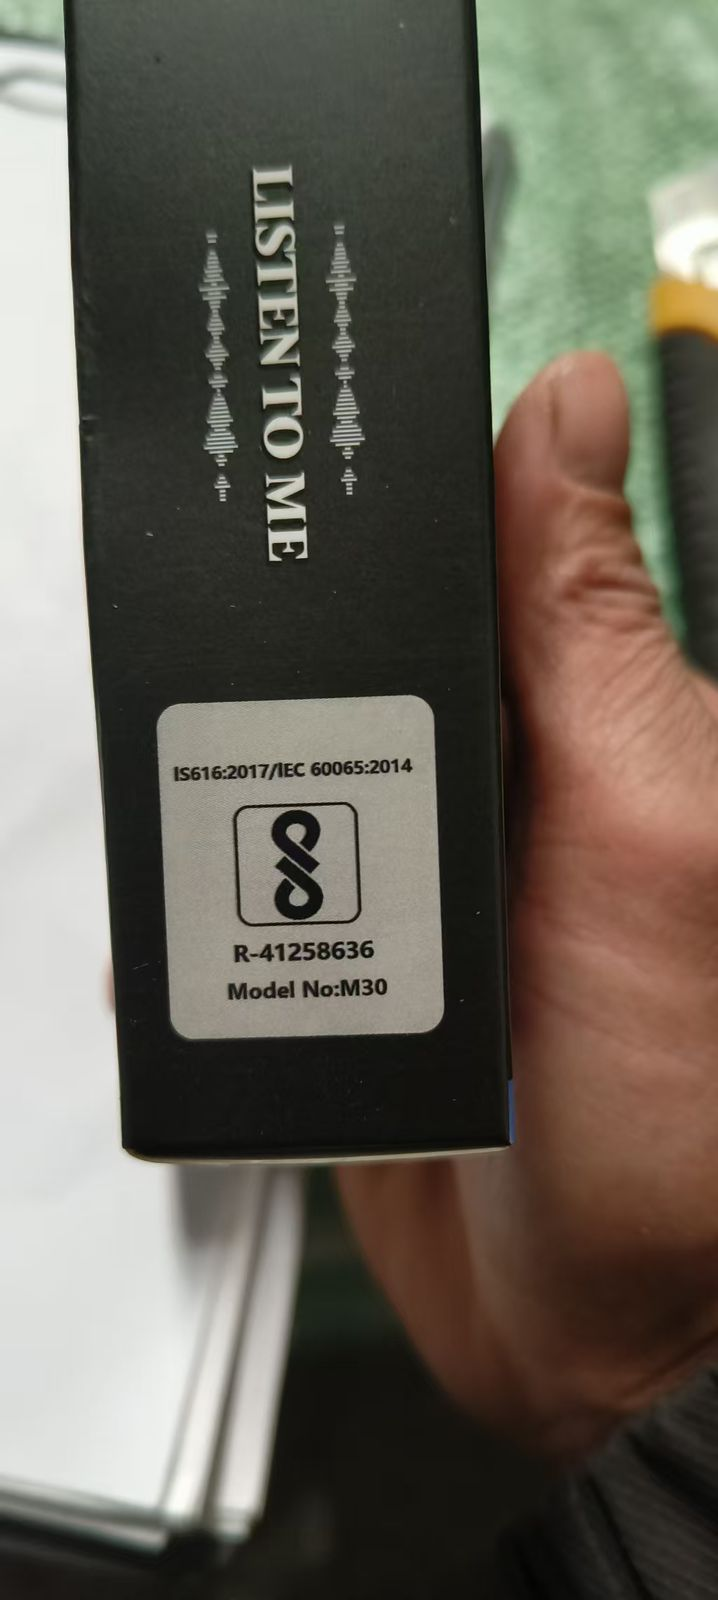 LISTEN TO ME
IS616:2017/IEC 60065:2014
R-41258636
Model No:M30